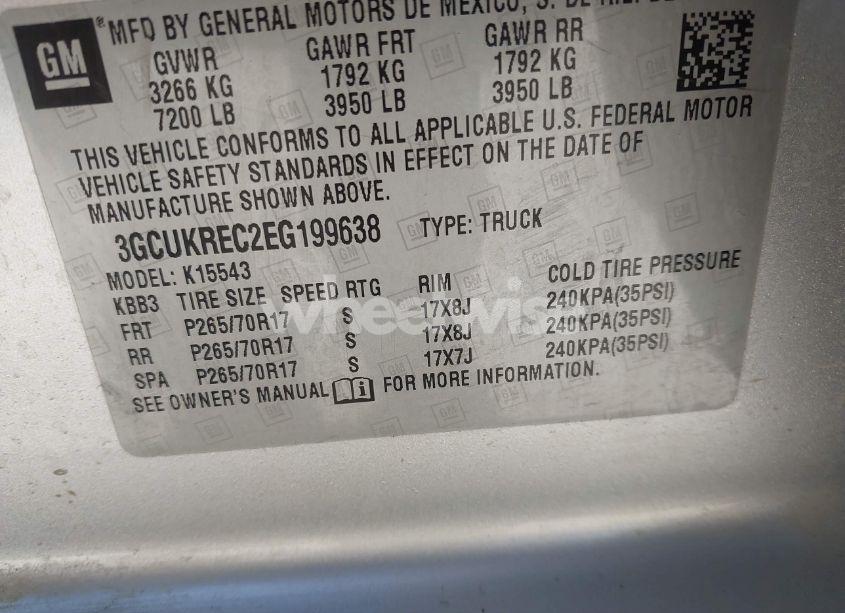 GM
® MFD BY GENERAL MOTORS DE MEXICO, S. DE
GVWR GAWR FRT GAWR RR
3266 KG 1792 KG 1792 KG
7200 LB 3950 LB 3950 LB
THIS VEHICLE CONFORMS TO ALL APPLICABLE U.S. FEDERAL MOTOR
VEHICLE SAFETY STANDARDS IN EFFECT ON THE DATE OF
MANUFACTURE SHOWN ABOVE.
3GCUKREC2EG199638 TYPE: TRUCK
MODEL: K15543
KBB3 TIRE SIZE SPEED RTG RIM COLD TIRE PRESSURE
FRT P265/70R17 S 17X8J 240KPA(35PSI)
RR P265/70R17 S 17X8J 240KPA(35PSI)
SPA P265/70R17 S 17X7J 240KPA(35PSI)
SEE OWNER'S MANUAL FOR MORE INFORMATION.